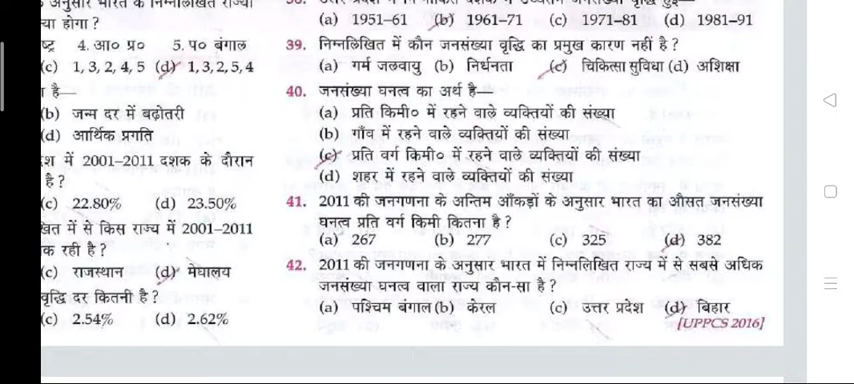 अनुसार भारत के निम्नलिखित राज्यों
चा होगा ?
ष्ट्र 4. आ० प्र० 5. प० बंगाल
(c) 1, 3, 2, 4, 5 (d) 1, 3, 2, 5, 4
ा है—
(b) जन्म दर में बढ़ोतरी
(d) आर्थिक प्रगति
देश में 2001–2011 दशक के दौरान
है ?
(c) 22.80% (d) 23.50%
खित में से किस राज्य में 2001–2011
क रही है ?
(c) राजस्थान (d) मेघालय
वृद्धि दर कितनी है ?
(c) 2.54% (d) 2.62%
(a) 1951–61 (b) 1961–71 (c) 1971–81 (d) 1981–91
39. निम्नलिखित में कौन जनसंख्या वृद्धि का प्रमुख कारण नहीं है ?
(a) गर्म जलवायु (b) निर्धनता (c) चिकित्सा सुविधा (d) अशिक्षा
40. जनसंख्या घनत्व का अर्थ है—
(a) प्रति किमी० में रहने वाले व्यक्तियों की संख्या
(b) गाँव में रहने वाले व्यक्तियों की संख्या
(c) प्रति वर्ग किमी० में रहने वाले व्यक्तियों की संख्या
(d) शहर में रहने वाले व्यक्तियों की संख्या
41. 2011 की जनगणना के अन्तिम आँकड़ों के अनुसार भारत का औसत जनसंख्या
घनत्व प्रति वर्ग किमी कितना है ?
(a) 267 (b) 277 (c) 325 (d) 382
42. 2011 की जनगणना के अनुसार भारत में निम्नलिखित राज्य में से सबसे अधिक
जनसंख्या घनत्व वाला राज्य कौन-सा है ?
(a) पश्चिम बंगाल (b) केरल (c) उत्तर प्रदेश (d) बिहार
[UPPCS 2016]